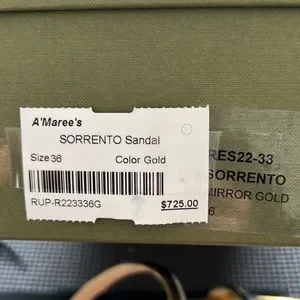 A'Maree's
SORRENTO Sandal
Size 36 Color Gold
RUP-R223336G $725.00
RES22-33
SORRENTO
MIRROR GOLD